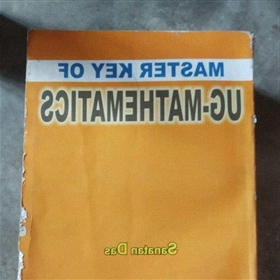 MASTER KEY OF
UG-MATHEMATICS
Sanatan Das